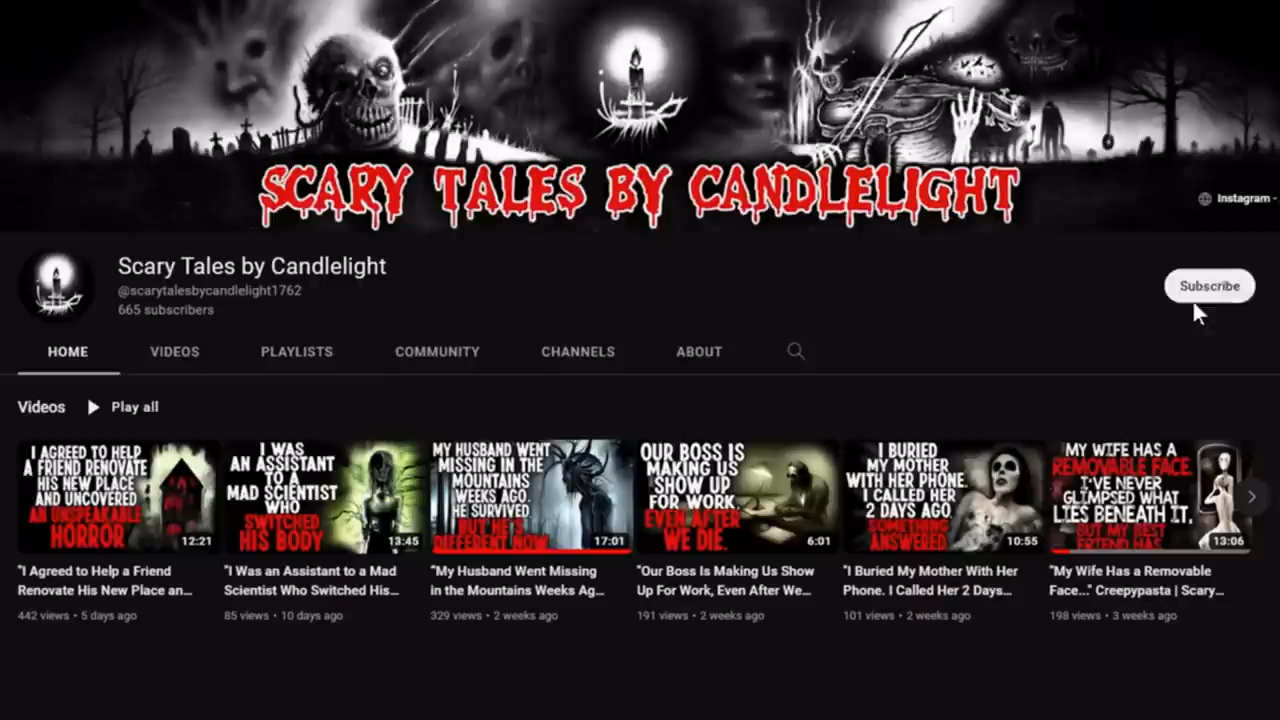 SCARY TALES BY CANDLELIGHT
Instagram -
Scary Tales by Candlelight
@scarytalesbycandlelight1762
665 subscribers
Subscribe
HOME VIDEOS PLAYLISTS COMMUNITY CHANNELS ABOUT
Videos Play all
I AGREED TO HELP
A FRIEND RENOVATE
HIS NEW PLACE
AND UNCOVERED
AN UNSPEAKABLE
HORROR
12:21
I WAS
AN ASSISTANT
TO A
MAD SCIENTIST
WHO
SWITCHED
HIS BODY
13:45
MY HUSBAND WENT
MISSING IN THE
MOUNTAINS
WEEKS AGO.
HE SURVIVED.
BUT HE'S
DIFFERENT NOW
17:01
OUR BOSS IS
MAKING US
SHOW UP
FOR WORK,
EVEN AFTER
WE DIE.
6:01
I BURIED
MY MOTHER
WITH HER PHONE.
I CALLED HER
2 DAYS AGO.
SOMETHING
ANSWERED
10:55
MY WIFE HAS A
REMOVABLE FACE.
I'VE NEVER
GLIMPSED WHAT
LIES BENEATH IT,
BUT MY BEST
FRIEND HAS
13:06
"I Agreed to Help a Friend
Renovate His New Place an...
442 views • 5 days ago
"I Was an Assistant to a Mad
Scientist Who Switched His...
85 views • 10 days ago
"My Husband Went Missing
in the Mountains Weeks Ag...
329 views • 2 weeks ago
"Our Boss Is Making Us Show
Up For Work, Even After We...
191 views • 2 weeks ago
"I Buried My Mother With Her
Phone. I Called Her 2 Days...
101 views • 2 weeks ago
"My Wife Has a Removable
Face..." Creepypasta | Scary...
198 views • 3 weeks ago